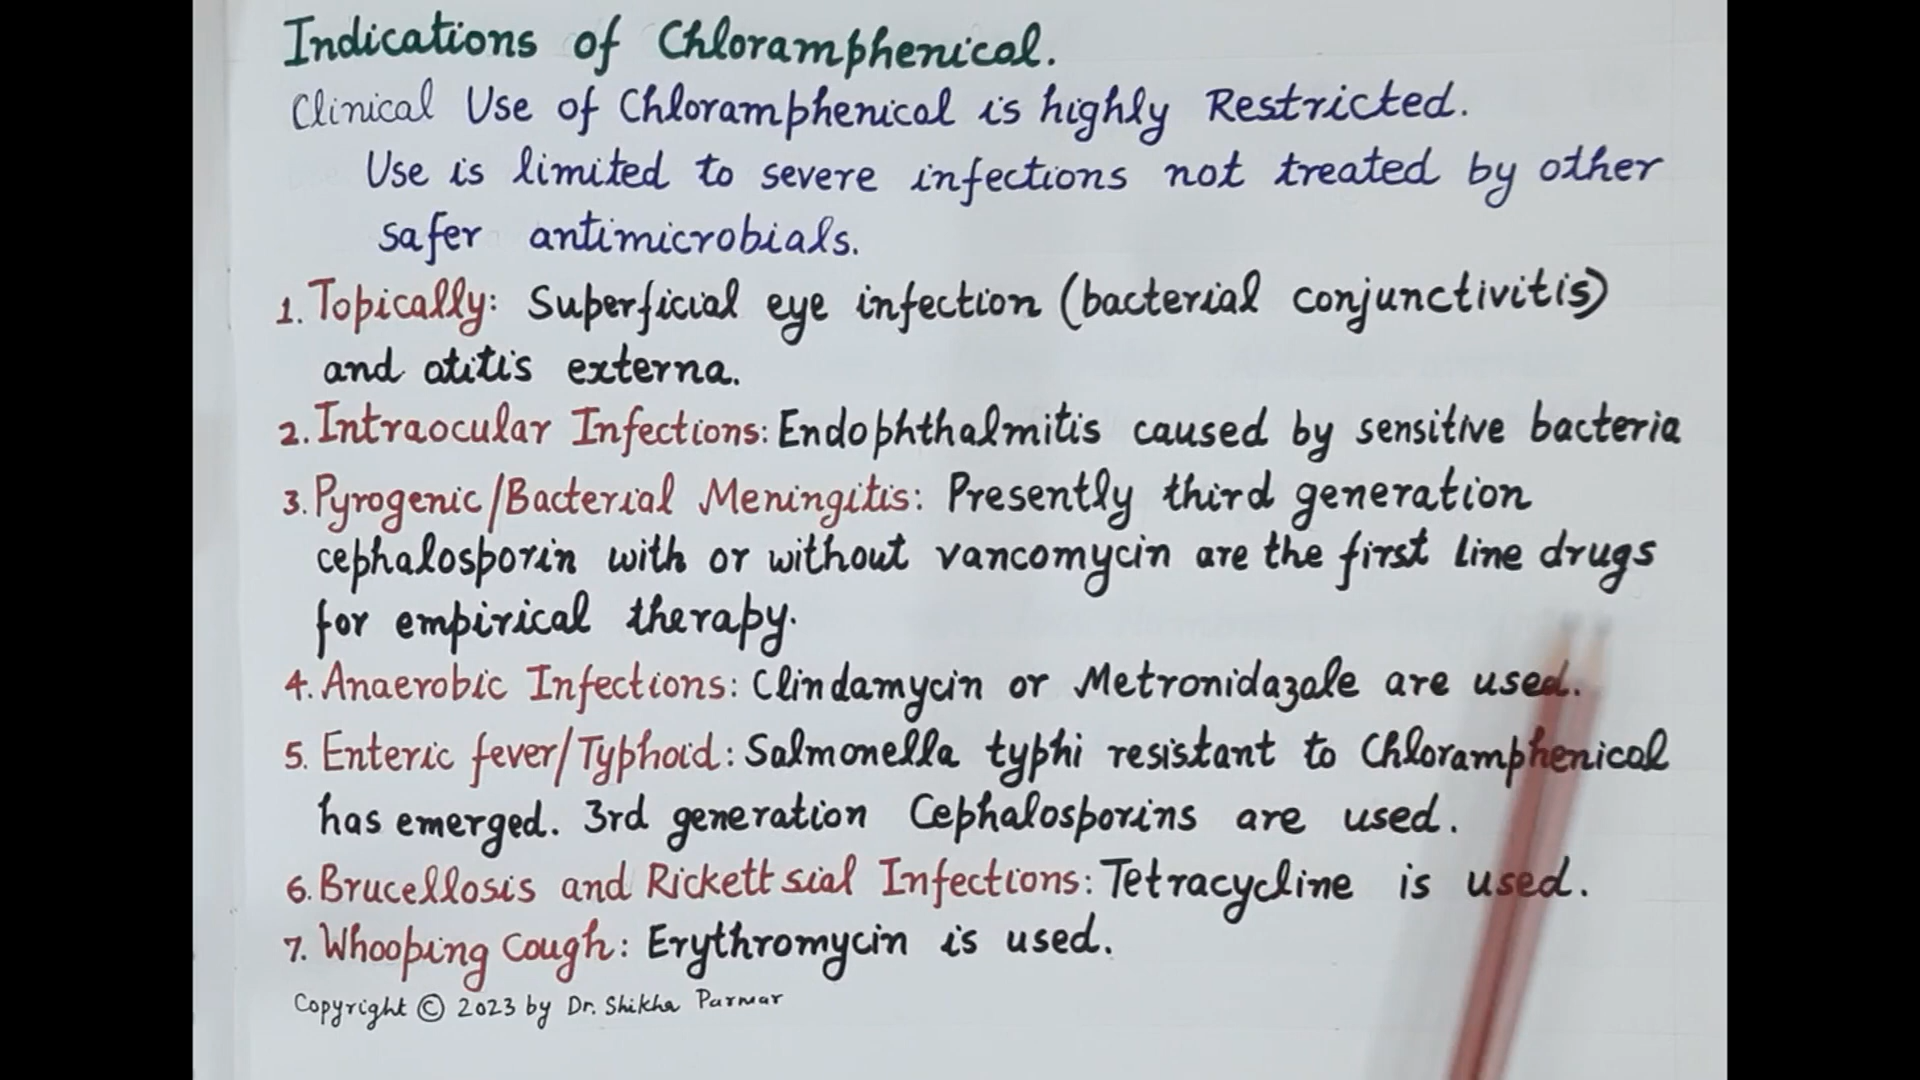 Indications of Chloramphenicol.
Clinical Use of Chloramphenicol is highly Restricted.
Use is limited to severe infections not treated by other
safer antimicrobials.
1. Topically: Superficial eye infection (bacterial conjunctivitis)
and otitis externa.
2. Intraocular Infections: Endophthalmitis caused by sensitive bacteria
3. Pyrogenic/Bacterial Meningitis: Presently third generation
cephalosporin with or without vancomycin are the first line drugs
for empirical therapy.
4. Anaerobic Infections: Clindamycin or Metronidazole are used.
5. Enteric fever/Typhoid: Salmonella typhi resistant to Chloramphenicol
has emerged. 3rd generation Cephalosporins are used.
6. Brucellosis and Rickettsial Infections: Tetracycline is used.
7. Whooping Cough: Erythromycin is used.
Copyright © 2023 by Dr. Shikha Parmar